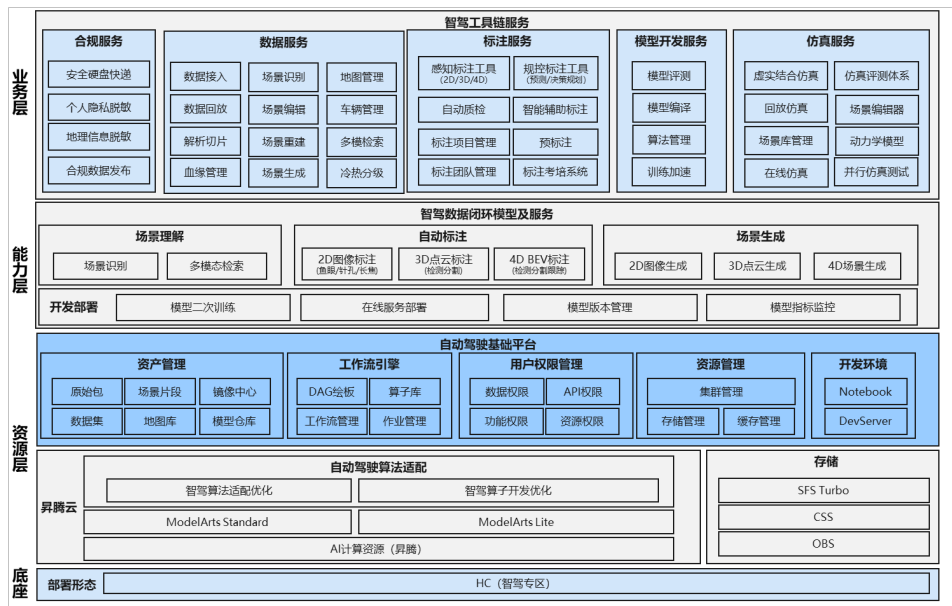 业务层
智驾工具链服务
合规服务
安全硬盘快递
个人隐私脱敏
地理信息脱敏
合规数据发布
数据服务
数据接入
场景识别
地图管理
数据回放
场景编辑
车辆管理
解析切片
场景重建
多模检索
血缘管理
场景生成
冷热分级
标注服务
感知标注工具
(2D/3D/4D)
规控标注工具
(预测/决策规划)
自动质检
智能辅助标注
标注项目管理
预标注
标注团队管理
标注考培系统
模型开发服务
模型评测
模型编译
算法管理
训练加速
仿真服务
虚实结合仿真
仿真评测体系
回放仿真
场景编辑器
场景库管理
动力学模型
在线仿真
并行仿真测试
能力层
智驾数据闭环模型及服务
场景理解
场景识别
多模态检索
自动标注
2D图像标注
(鱼眼/针孔/长焦)
3D点云标注
(检测分割)
4D BEV标注
(检测分割跟踪)
场景生成
2D图像生成
3D点云生成
4D场景生成
开发部署
模型二次训练
在线服务部署
模型版本管理
模型指标监控
资源层
自动驾驶基础平台
资产管理
原始包
场景片段
镜像中心
数据集
地图库
模型仓库
工作流引擎
DAG绘板
算子库
工作流管理
作业管理
用户权限管理
数据权限
API权限
功能权限
资源权限
资源管理
集群管理
存储管理
缓存管理
开发环境
Notebook
DevServer
昇腾云
自动驾驶算法适配
智驾算法适配优化
智驾算子开发优化
ModelArts Standard
ModelArts Lite
AI计算资源（昇腾）
存储
SFS Turbo
CSS
OBS
底座
部署形态
HC（智驾专区）